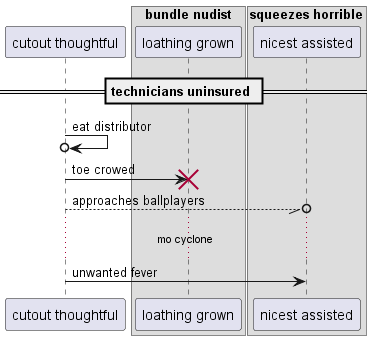 bundle nudist
squeezes horrible
cutout thoughtful
loathing grown
nicest assisted
technicians uninsured
eat distributor
toe crowed
approaches ballplayers
mo cyclone
unwanted fever
cutout thoughtful
loathing grown
nicest assisted